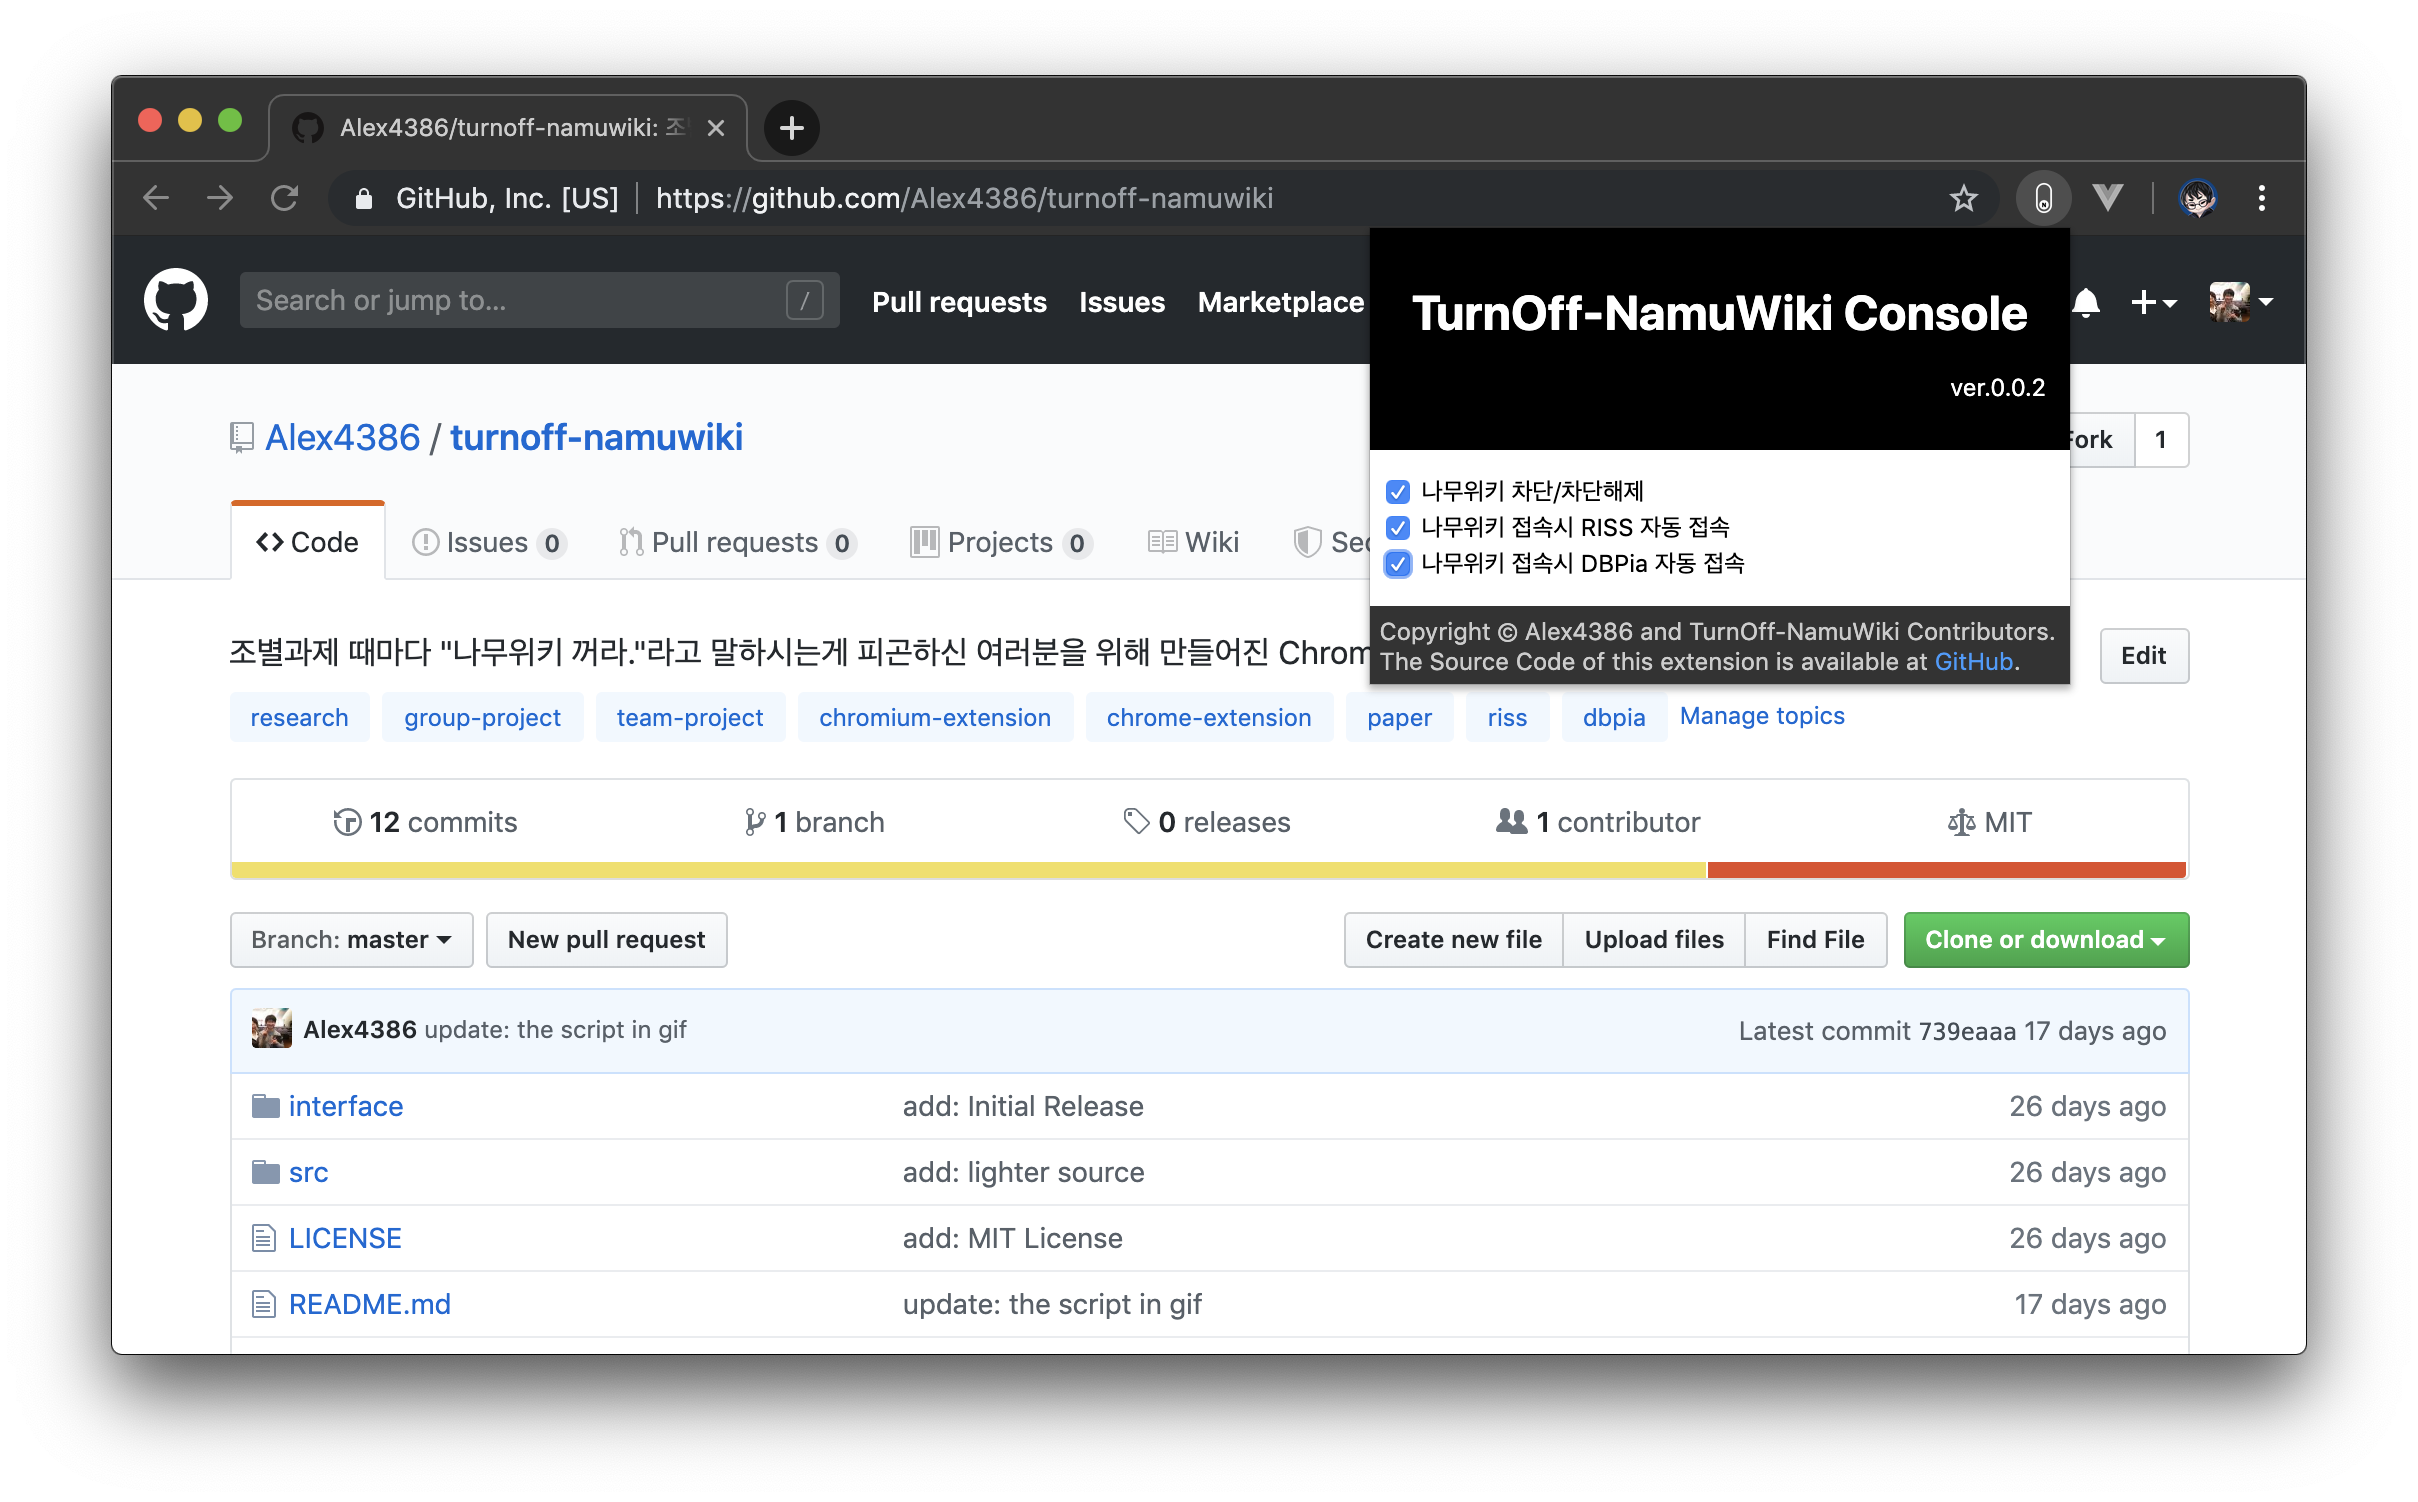 Alex4386/turnoff-namuwiki: 조
GitHub, Inc. [US] | https://github.com/Alex4386/turnoff-namuwiki
Search or jump to... /
Pull requests Issues Marketplace
TurnOff-NamuWiki Console
ver.0.0.2
나무위키 차단/차단해제
나무위키 접속시 RISS 자동 접속
나무위키 접속시 DBPia 자동 접속
Copyright © Alex4386 and TurnOff-NamuWiki Contributors.
The Source Code of this extension is available at GitHub.
Alex4386 / turnoff-namuwiki
Fork 1
Code Issues 0 Pull requests 0 Projects 0 Wiki Sec
조별과제 때마다 "나무위키 꺼라."라고 말하시는게 피곤하신 여러분을 위해 만들어진 Chrom
Edit
research group-project team-project chromium-extension chrome-extension paper riss dbpia Manage topics
12 commits 1 branch 0 releases 1 contributor MIT
Branch: master New pull request Create new file Upload files Find File Clone or download
Alex4386 update: the script in gif Latest commit 739eaaa 17 days ago
interface add: Initial Release 26 days ago
src add: lighter source 26 days ago
LICENSE add: MIT License 26 days ago
README.md update: the script in gif 17 days ago